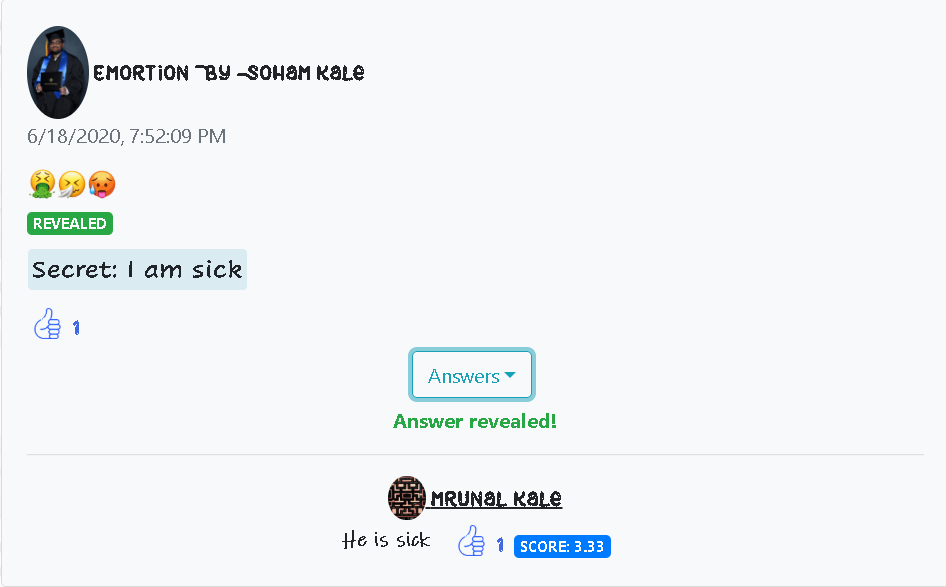 EMORTION ~BY -SOHAM KALE
6/18/2020, 7:52:09 PM
REVEALED
Secret: I am sick
1
Answers
Answer revealed!
MRUNAL KALE
He is sick 1 SCORE: 3.33